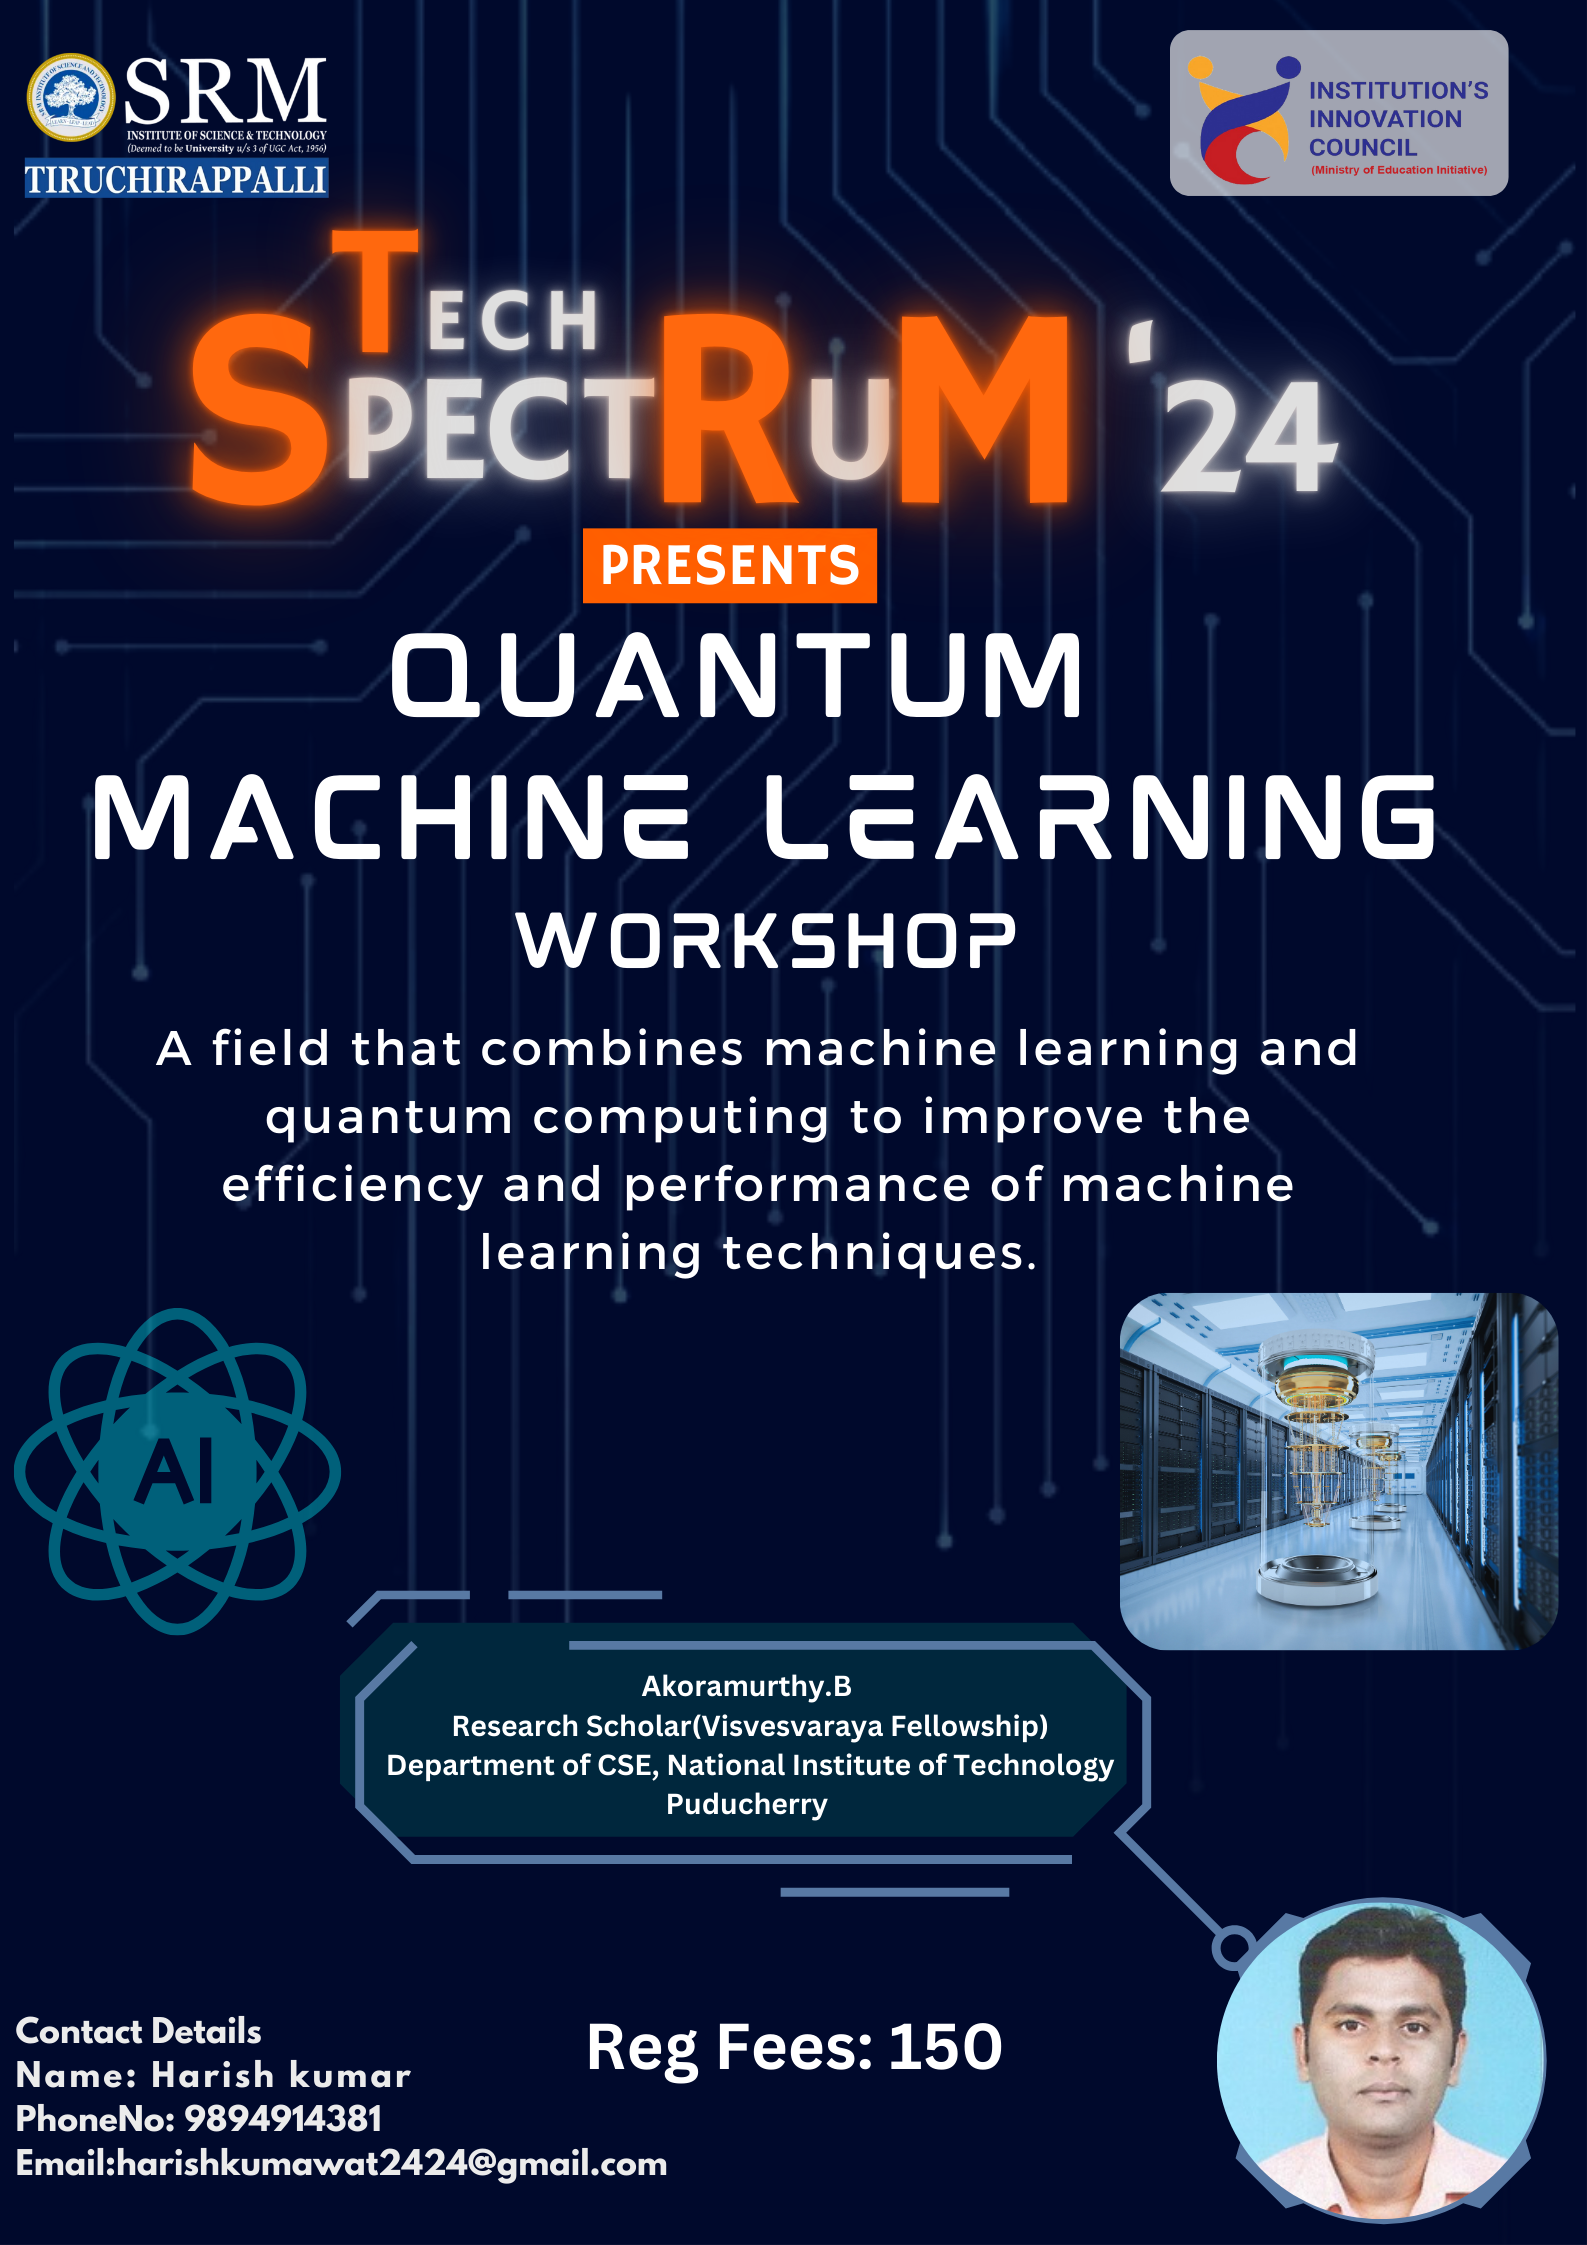 SRM
INSTITUTE OF SCIENCE & TECHNOLOGY
(Deemed to be University u/s 3 of UGC Act, 1956)
TIRUCHIRAPPALLI
INSTITUTION'S
INNOVATION
COUNCIL
(Ministry of Education Initiative)
TECH
SPECTRuM ‘24
PRESENTS
QUANTUM
MACHINE LEARNING
WORKSHOP
A field that combines machine learning and
quantum computing to improve the
efficiency and performance of machine
learning techniques.
AI
Akoramurthy.B
Research Scholar(Visvesvaraya Fellowship)
Department of CSE, National Institute of Technology
Puducherry
Contact Details
Name: Harish kumar
PhoneNo: 9894914381
Email:harishkumawat2424@gmail.com
Reg Fees: 150